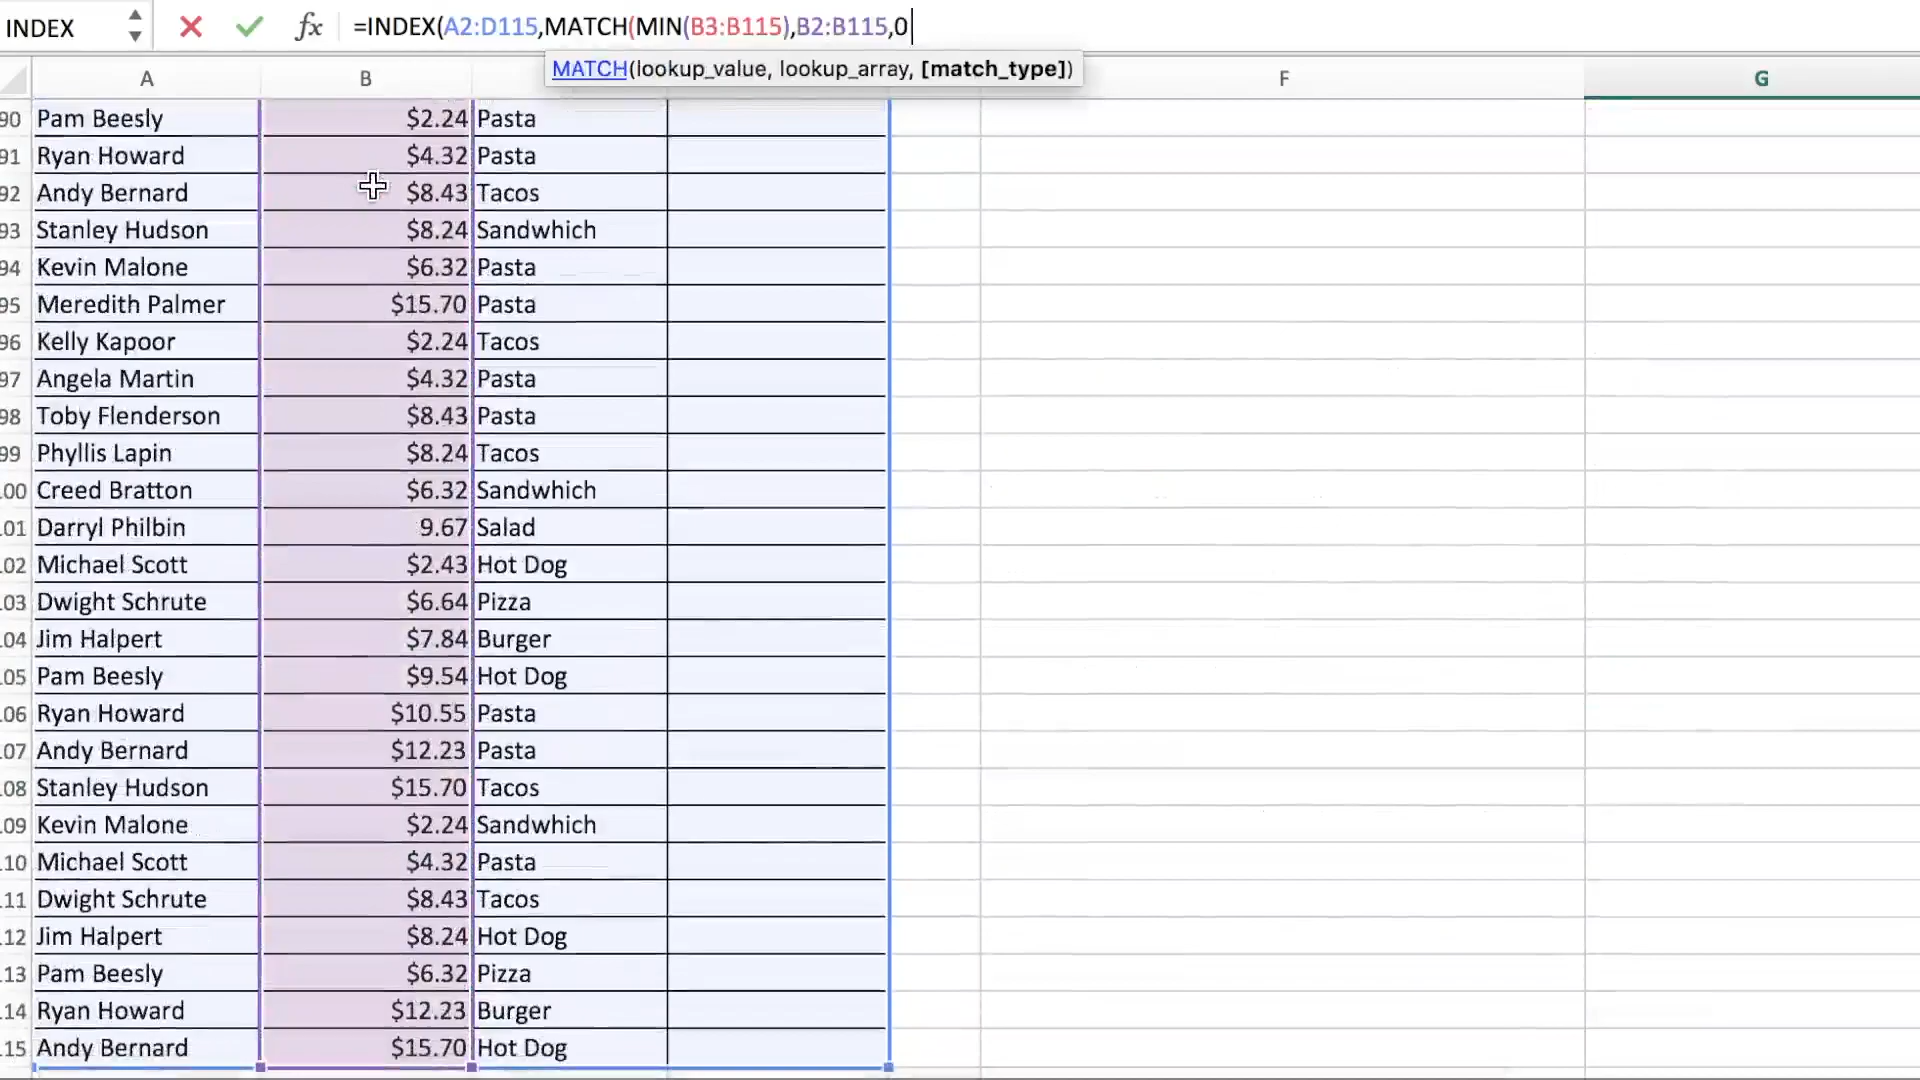 INDEX fx =INDEX(A2:D115,MATCH(MIN(B3:B115),B2:B115,0
MATCH(lookup_value, lookup_array, [match_type])
A B F G
90 Pam Beesly $2.24 Pasta
91 Ryan Howard $4.32 Pasta
92 Andy Bernard $8.43 Tacos
93 Stanley Hudson $8.24 Sandwhich
94 Kevin Malone $6.32 Pasta
95 Meredith Palmer $15.70 Pasta
96 Kelly Kapoor $2.24 Tacos
97 Angela Martin $4.32 Pasta
98 Toby Flenderson $8.43 Pasta
99 Phyllis Lapin $8.24 Tacos
00 Creed Bratton $6.32 Sandwhich
01 Darryl Philbin 9.67 Salad
02 Michael Scott $2.43 Hot Dog
03 Dwight Schrute $6.64 Pizza
04 Jim Halpert $7.84 Burger
05 Pam Beesly $9.54 Hot Dog
06 Ryan Howard $10.55 Pasta
07 Andy Bernard $12.23 Pasta
08 Stanley Hudson $15.70 Tacos
09 Kevin Malone $2.24 Sandwhich
10 Michael Scott $4.32 Pasta
11 Dwight Schrute $8.43 Tacos
12 Jim Halpert $8.24 Hot Dog
13 Pam Beesly $6.32 Pizza
14 Ryan Howard $12.23 Burger
15 Andy Bernard $15.70 Hot Dog